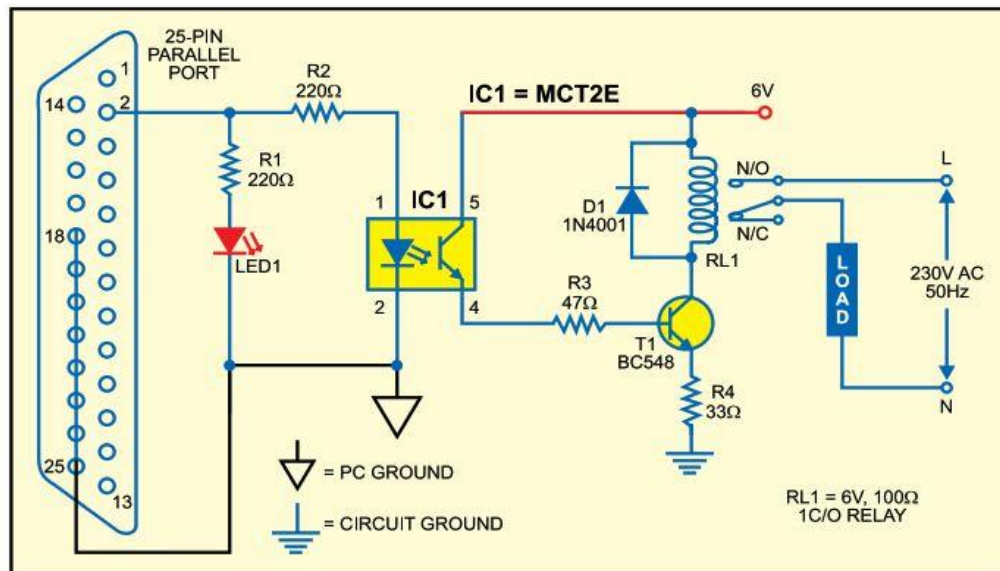 25-PIN
PARALLEL
PORT
1
14
2
18
25
13
R2
220Ω
R1
220Ω
LED1
IC1 = MCT2E
6V
IC1
1
5
2
4
D1
1N4001
RL1
N/O
N/C
L
LOAD
230V AC
50Hz
N
R3
47Ω
T1
BC548
R4
33Ω
= PC GROUND
= CIRCUIT GROUND
RL1 = 6V, 100Ω
1C/O RELAY